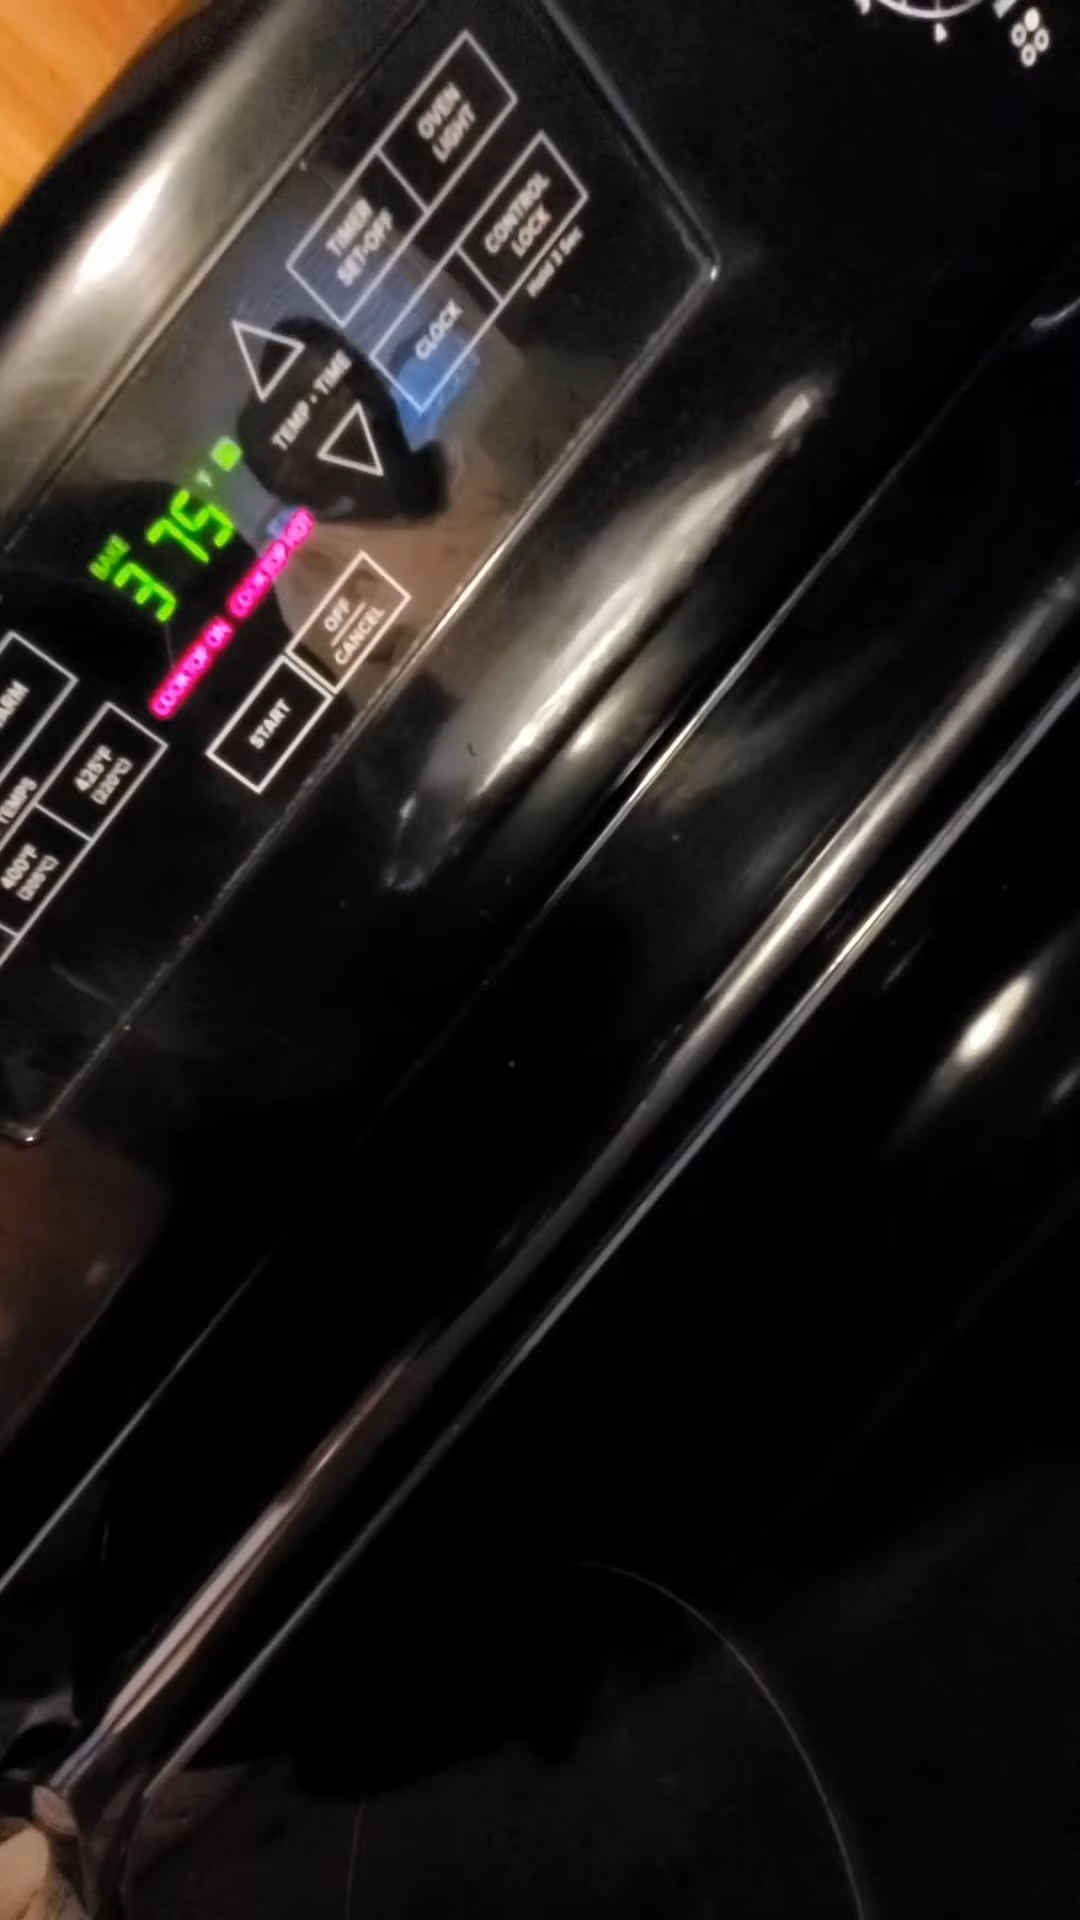 OVEN
LIGHT
TIMER
SET•OFF
CONTROL
LOCK
Hold 3 Sec
CLOCK
TEMP • TIME
BAKE
375°F
COOKTOP ON COOKTOP HOT
OFF
CANCEL
START
TEMPS
425°F
(220°C)
400°F
4